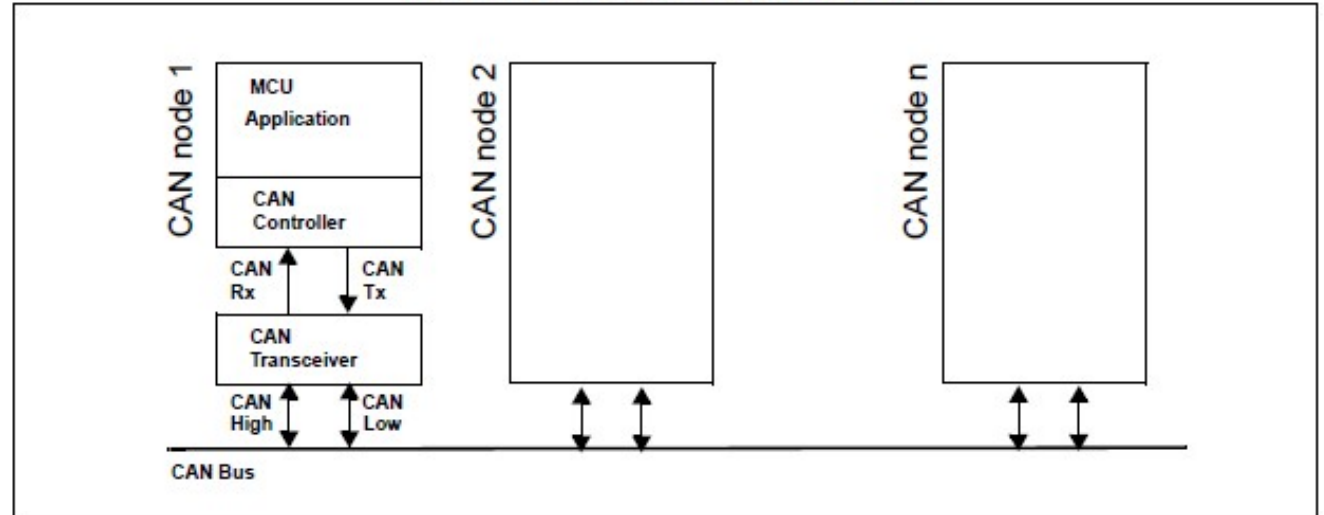 CAN node 1
MCU
Application
CAN
Controller
CAN
Rx
CAN
Tx
CAN
Transceiver
CAN
High
CAN
Low
CAN node 2
CAN node n
CAN Bus